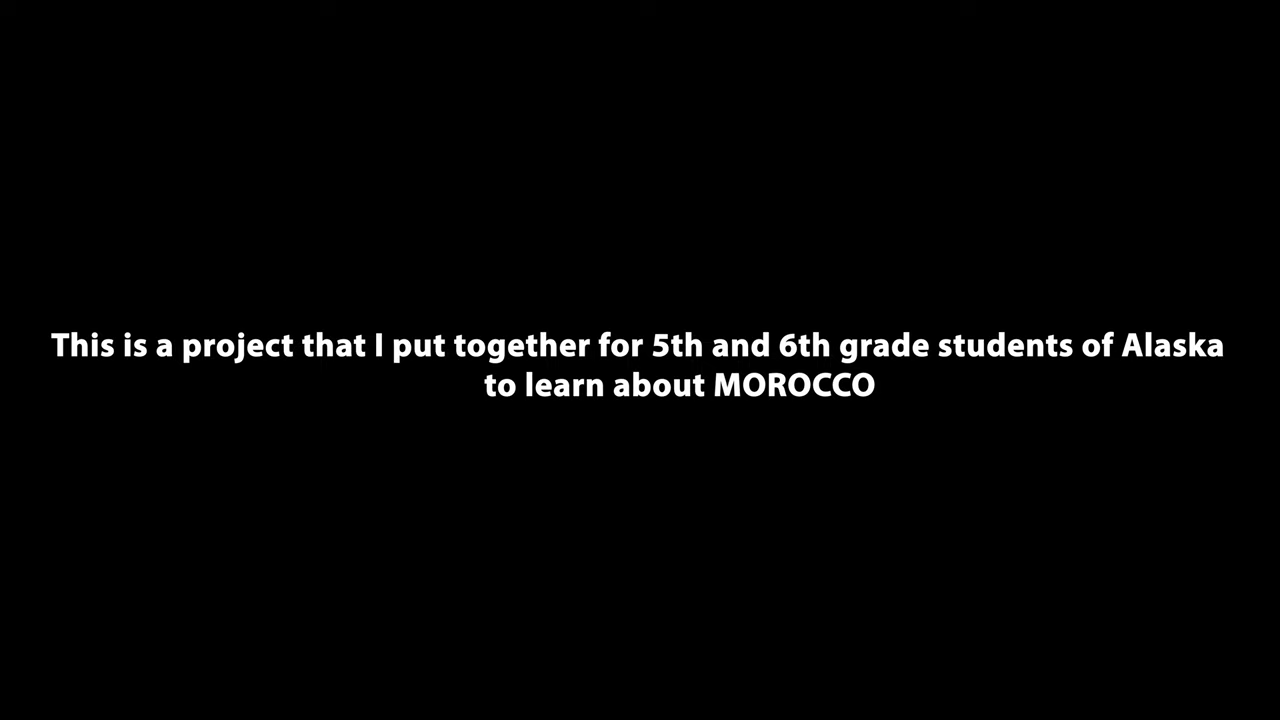 This is a project that I put together for 5th and 6th grade students of Alaska
to learn about MOROCCO